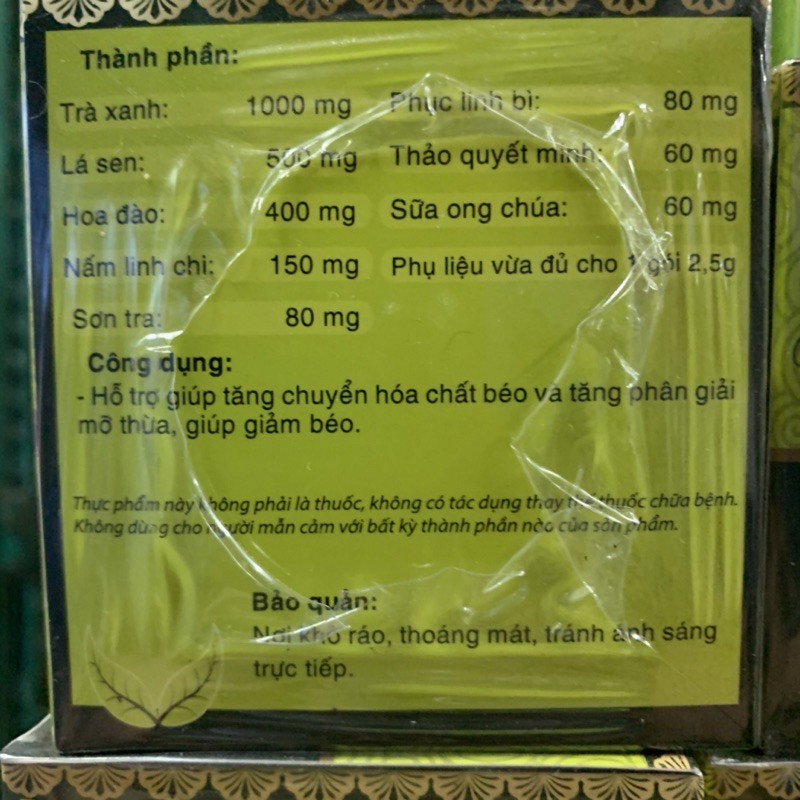 Thành phần:
Trà xanh: 1000 mg
Lá sen: 500 mg
Hoa đào: 400 mg
Nấm linh chi: 150 mg
Sơn tra: 80 mg
Phục linh bì: 80 mg
Thảo quyết minh: 60 mg
Sữa ong chúa: 60 mg
Phụ liệu vừa đủ cho 1 gói 2,5g
Công dụng:
- Hỗ trợ giúp tăng chuyển hóa chất béo và tăng phân giải
mỡ thừa, giúp giảm béo.
Thực phẩm này không phải là thuốc, không có tác dụng thay thế thuốc chữa bệnh.
Không dùng cho người mẫn cảm với bất kỳ thành phần nào của sản phẩm.
Bảo quản:
Nơi khô ráo, thoáng mát, tránh ánh sáng
trực tiếp.